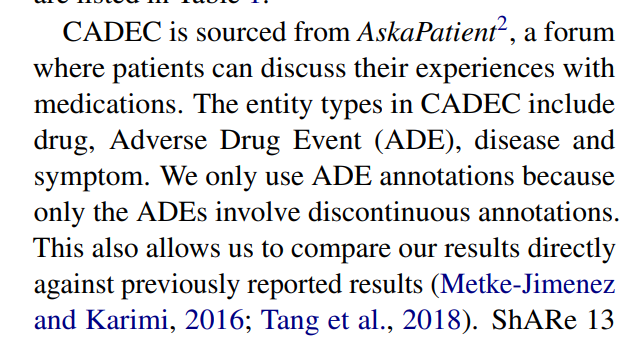 CADEC is sourced from AskaPatient2, a forum
where patients can discuss their experiences with
medications. The entity types in CADEC include
drug, Adverse Drug Event (ADE), disease and
symptom. We only use ADE annotations because
only the ADEs involve discontinuous annotations.
This also allows us to compare our results directly
against previously reported results (Metke-Jimenez
and Karimi, 2016; Tang et al., 2018). ShARe 13